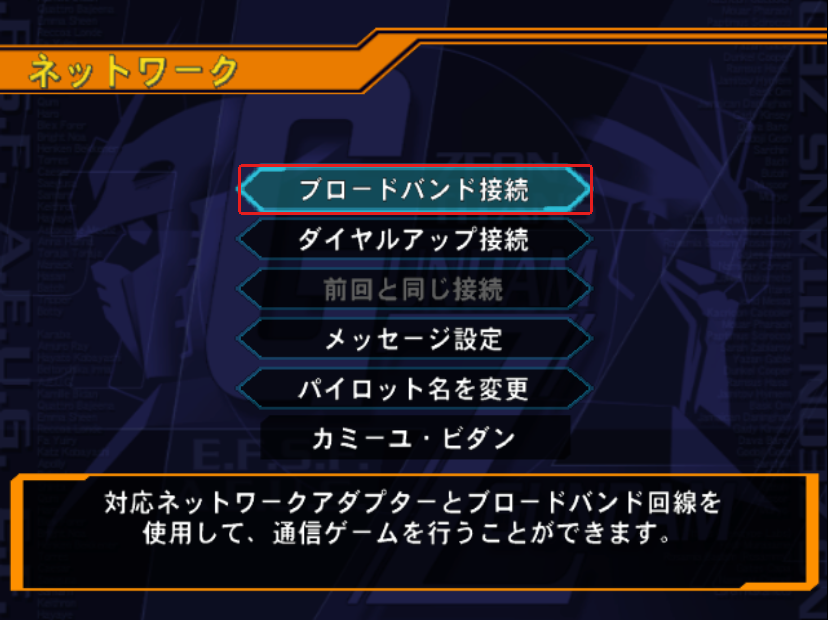 ネットワーク
ブロードバンド接続
ダイヤルアップ接続
前回と同じ接続
メッセージ設定
パイロット名を変更
カミーユ・ビダン
対応ネットワークアダプターとブロードバンド回線を
使用して、通信ゲームを行うことができます。